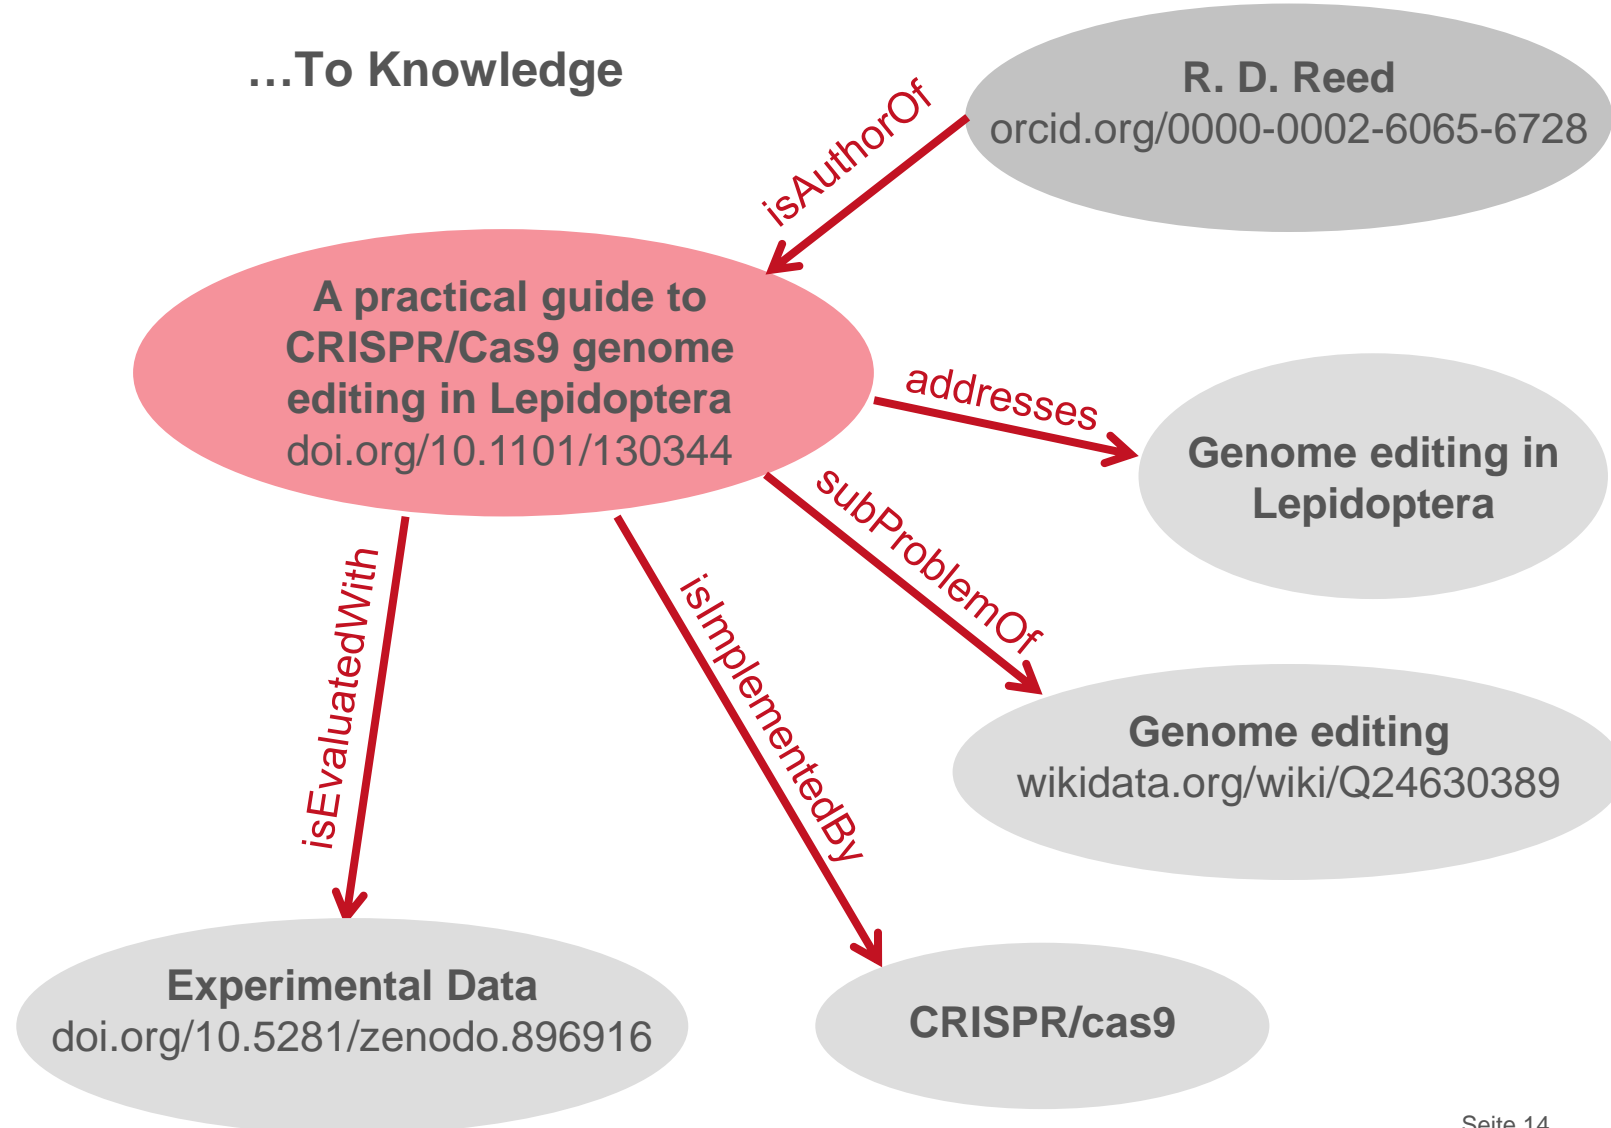 …To Knowledge
R. D. Reed
orcid.org/0000-0002-6065-6728
isAuthorOf
A practical guide to
CRISPR/Cas9 genome
editing in Lepidoptera
doi.org/10.1101/130344
addresses
Genome editing in
Lepidoptera
subProblemOf
Genome editing
wikidata.org/wiki/Q24630389
isImplementedBy
isEvaluatedWith
Experimental Data
doi.org/10.5281/zenodo.896916
CRISPR/cas9
Seite 14